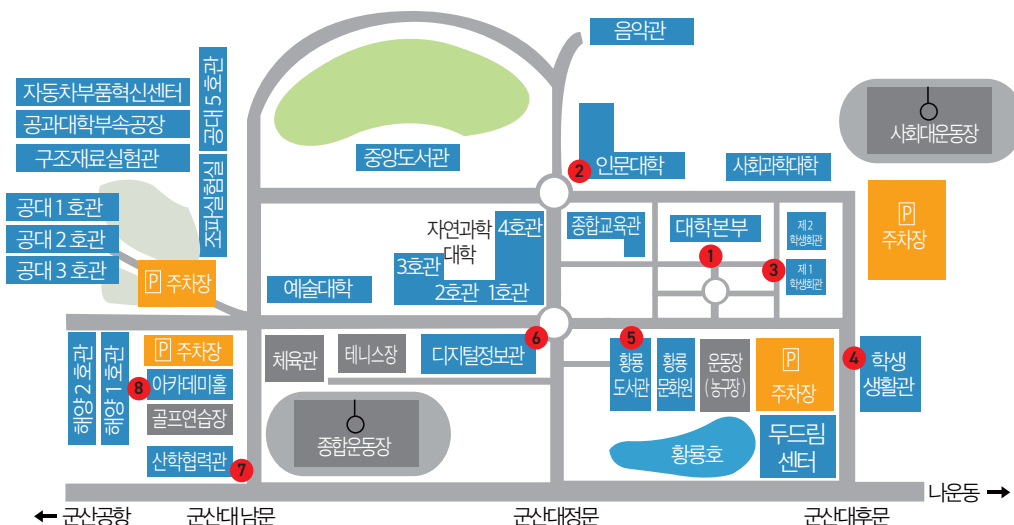 음악관
자동차부품혁신센터
공과대학부속공장
구조재료실험관
공대 5 호관
조파실험실
중앙도서관
2
인문대학
사회과학대학
사회대운동장
P
주차장
공대 1 호관
공대 2 호관
공대 3 호관
P 주차장
자연과학
대학
4호관
3호관
2호관
1호관
예술대학
종합교육관
대학본부
1
제 2
학생회관
3
제 1
학생회관
해양 2 호관
해양 1 호관
P 주차장
8
아카데미홀
골프연습장
산학협력관
7
체육관
테니스장
디지털정보관
6
종합운동장
5
황룡
도서관
황룡
문화원
운동장
(농구장)
P
주차장
4
학생
생활관
황룡호
두드림
센터
나운동 →
← 군산공항
군산대남문
군산대정문
군산대후문